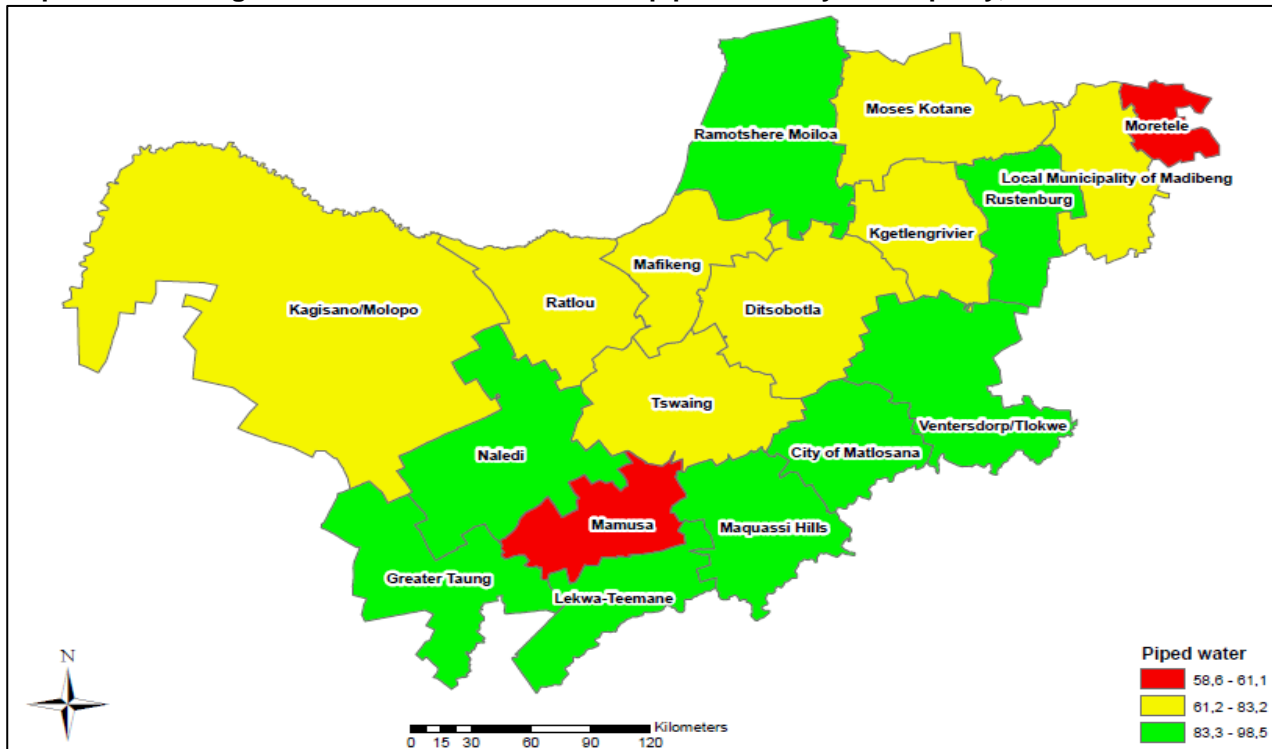 Moses Kotane
Ramotshere Moiloa
Moretele
Local Municipality of Madibeng
Rustenburg
Kgetlengrivier
Mafikeng
Kagisano/Molopo
Ratlou
Ditsobotla
Tswaing
Ventersdorp/Tlokwe
City of Matlosana
Naledi
Mamusa
Maquassi Hills
Greater Taung
Lekwa-Teemane
N
Piped water
58,6 - 61,1
61,2 - 83,2
83,3 - 98,5
Kilometers
0 15 30 60 90 120